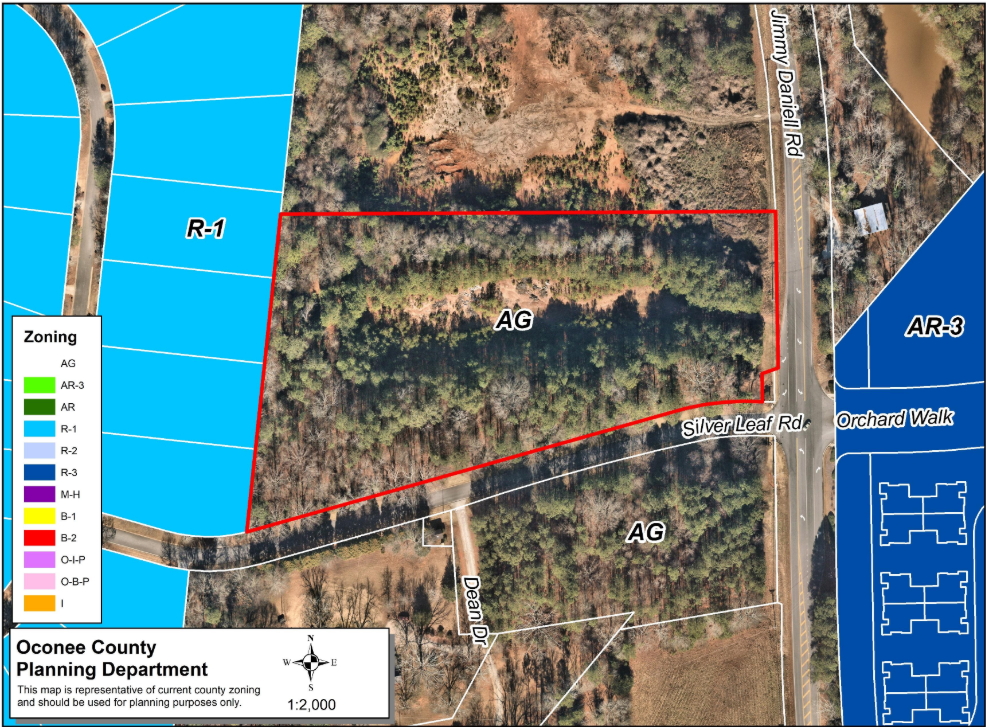 Jimmy Daniell Rd
R-1
AG
AR-3
Silver Leaf Rd
Orchard Walk
AG
Dean Dr
Zoning
AG
AR-3
AR
R-1
R-2
R-3
M-H
B-1
B-2
O-I-P
O-B-P
I
Oconee County
Planning Department
This map is representative of current county zoning
and should be used for planning purposes only.
N
W
E
S
1:2,000